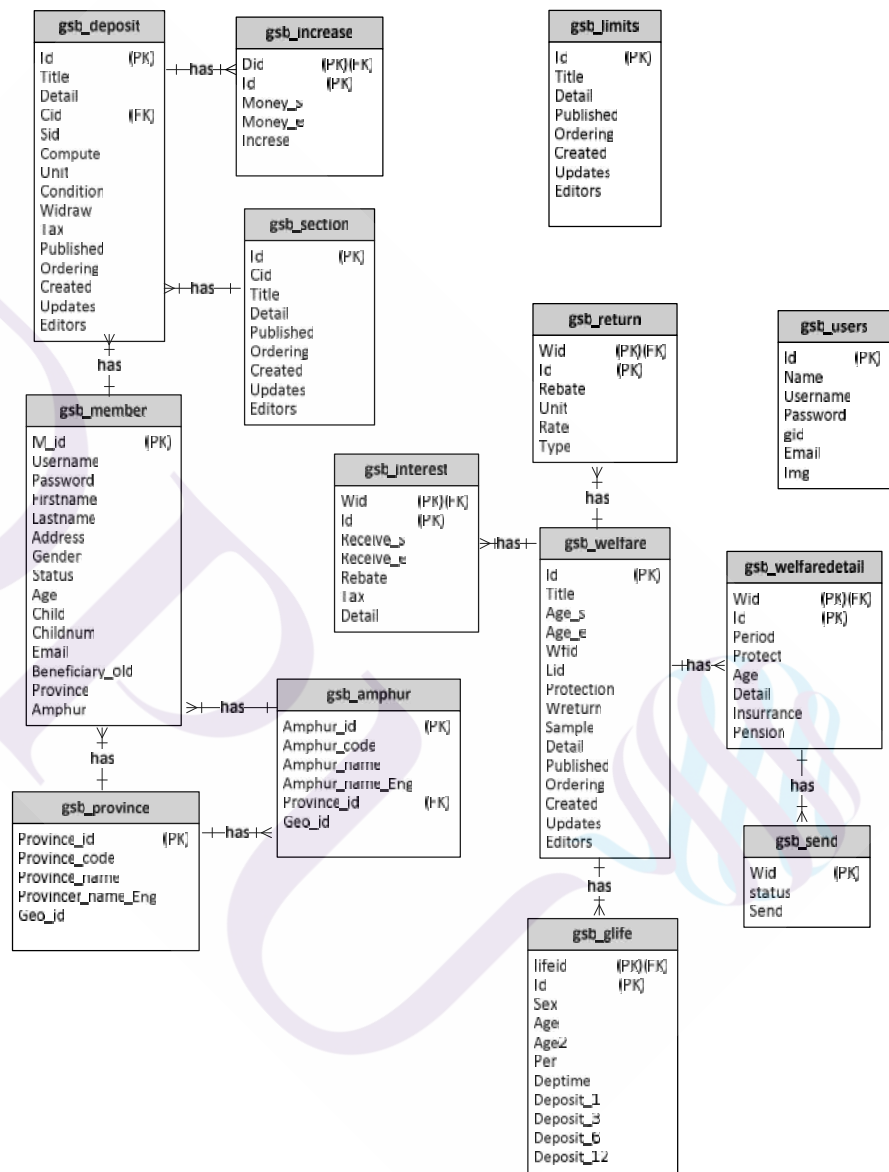 gsb_deposit
Id (PK)
Title
Detail
Cid (FK)
Sid
Compute
Unit
Condition
Widraw
Tax
Published
Ordering
Created
Updates
Editors
has
gsb_increase
Did (PK)(FK)
Id (PK)
Money_s
Money_e
Increse
gsb_limits
Id (PK)
Title
Detail
Published
Ordering
Created
Updates
Editors
has
gsb_section
Id (PK)
Cid
Title
Detail
Published
Ordering
Created
Updates
Editors
has
gsb_member
M_id (PK)
Username
Password
Firstname
Lastname
Address
Gender
Status
Age
Child
Childnum
Email
Beneficiary_old
Province
Amphur
gsb_return
Wid (PK)(FK)
Id (PK)
Rebate
Unit
Rate
Type
gsb_users
Id (PK)
Name
Username
Password
gid
Email
Img
has
gsb_interest
Wid (PK)(FK)
Id (PK)
Receive_s
Receive_e
Rebate
Tax
Detail
has
gsb_welfare
Id (PK)
Title
Age_s
Age_e
Wfid
Lid
Protection
Wreturn
Sample
Detail
Published
Ordering
Created
Updates
Editors
has
gsb_welfaredetail
Wid (PK)(FK)
Id (PK)
Period
Protect
Age
Detail
Insurrance
Pension
has
gsb_amphur
Amphur_id (PK)
Amphur_code
Amphur_name
Amphur_name_Eng
Province_id (FK)
Geo_id
has
gsb_province
Province_id (PK)
Province_code
Province_name
Provincer_name_Eng
Geo_id
has
has
gsb_send
Wid (PK)
status
Send
has
gsb_glife
lifeid (PK)(FK)
Id (PK)
Sex
Age
Age2
Per
Deptime
Deposit_1
Deposit_3
Deposit_6
Deposit_12